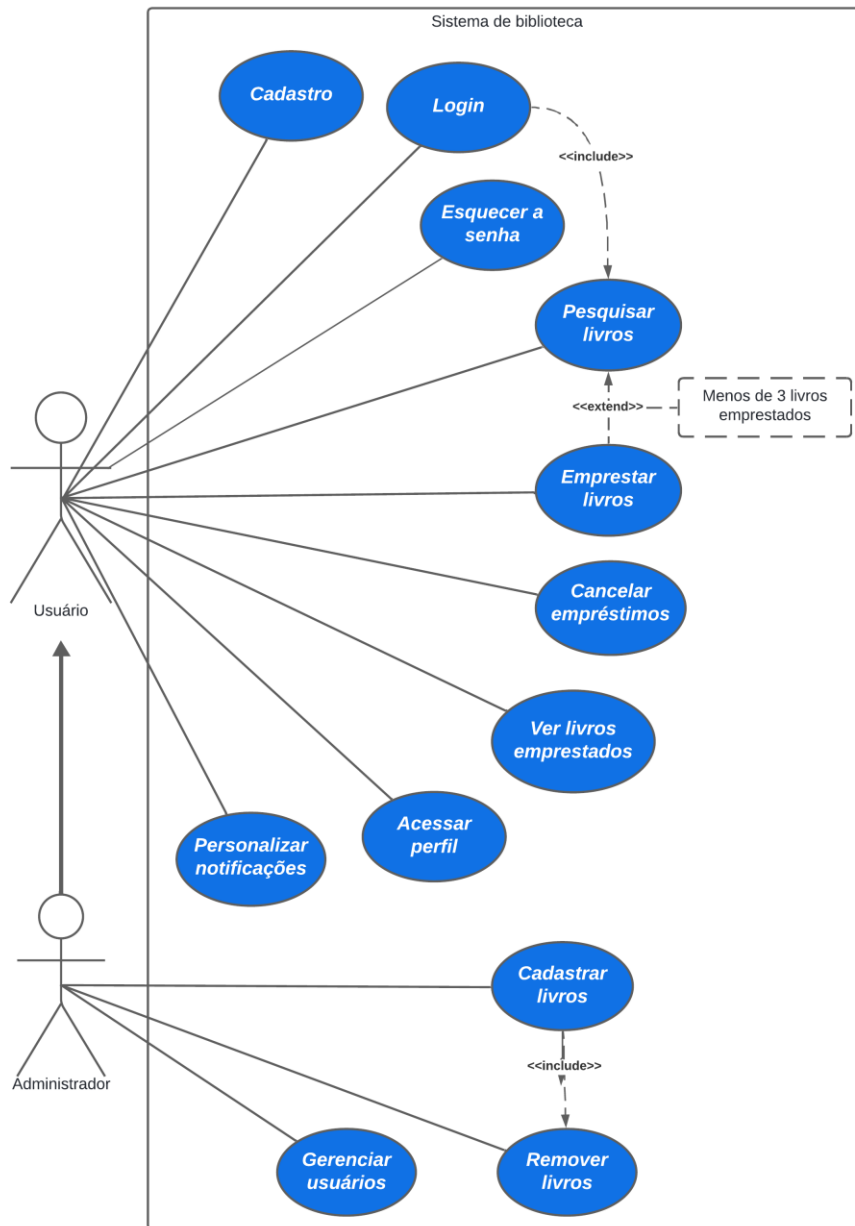 Sistema de biblioteca
Cadastro
Login
<<include>>
Esquecer a
senha
Pesquisar
livros
<<extend>>
Menos de 3 livros
emprestados
Emprestar
livros
Usuário
Cancelar
empréstimos
Ver livros
emprestados
Acessar
perfil
Personalizar
notificações
Cadastrar
livros
<<include>>
Administrador
Gerenciar
usuários
Remover
livros